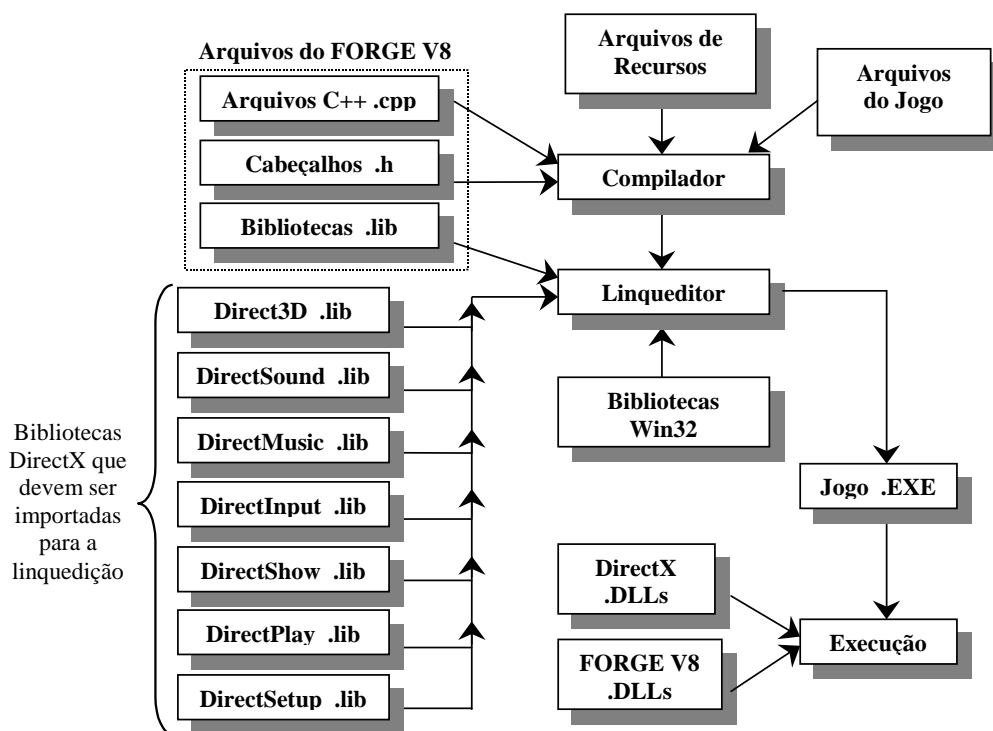 Arquivos do FORGE V8
Arquivos C++ .cpp
Cabeçalhos .h
Bibliotecas .lib
Arquivos de
Recursos
Arquivos
do Jogo
Compilador
Linqueditor
Bibliotecas
Win32
Bibliotecas
DirectX que
devem ser
importadas
para a
linquedição
Direct3D .lib
DirectSound .lib
DirectMusic .lib
DirectInput .lib
DirectShow .lib
DirectPlay .lib
DirectSetup .lib
Jogo .EXE
DirectX
.DLLs
FORGE V8
.DLLs
Execução